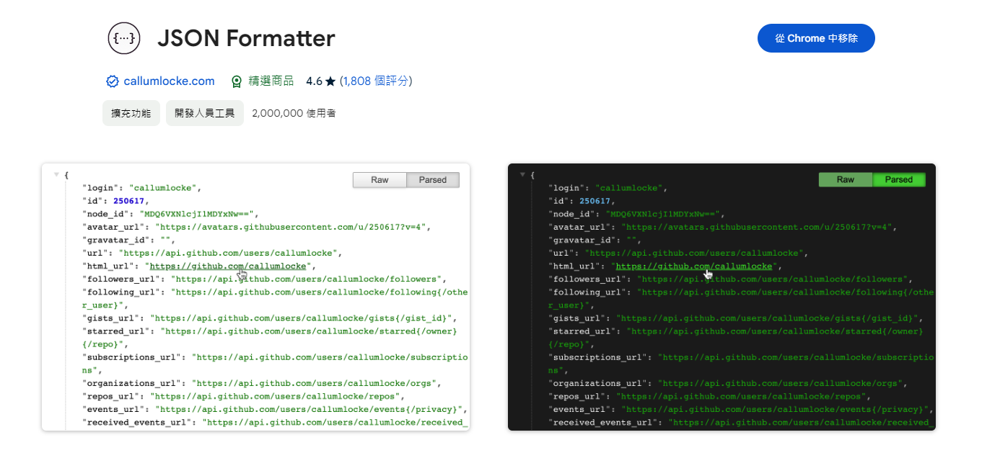 {···}
JSON Formatter
從 Chrome 中移除
callumlocke.com 精選商品 4.6 ★ (1,808 個評分)
擴充功能 開發人員工具 2,000,000 使用者
Raw Parsed
{
"login": "callumlocke",
"id": 250617,
"node_id": "MDQ6VXNlcjI1MDYxNw==",
"avatar_url": "https://avatars.githubusercontent.com/u/250617?v=4",
"gravatar_id": "",
"url": "https://api.github.com/users/callumlocke",
"html_url": "https://github.com/callumlocke",
"followers_url": "https://api.github.com/users/callumlocke/followers",
"following_url": "https://api.github.com/users/callumlocke/following{/othe
r_user}",
"gists_url": "https://api.github.com/users/callumlocke/gists{/gist_id}",
"starred_url": "https://api.github.com/users/callumlocke/starred{/owner}
{/repo}",
"subscriptions_url": "https://api.github.com/users/callumlocke/subscriptio
ns",
"organizations_url": "https://api.github.com/users/callumlocke/orgs",
"repos_url": "https://api.github.com/users/callumlocke/repos",
"events_url": "https://api.github.com/users/callumlocke/events{/privacy}",
"received_events_url": "https://api.github.com/users/callumlocke/received_
Raw Parsed
{
"login": "callumlocke",
"id": 250617,
"node_id": "MDQ6VXNlcjI1MDYxNw==",
"avatar_url": "https://avatars.githubusercontent.com/u/250617?v=4",
"gravatar_id": "",
"url": "https://api.github.com/users/callumlocke",
"html_url": "https://github.com/callumlocke",
"followers_url": "https://api.github.com/users/callumlocke/followers",
"following_url": "https://api.github.com/users/callumlocke/following{/othe
r_user}",
"gists_url": "https://api.github.com/users/callumlocke/gists{/gist_id}",
"starred_url": "https://api.github.com/users/callumlocke/starred{/owner}
{/repo}",
"subscriptions_url": "https://api.github.com/users/callumlocke/subscriptio
ns",
"organizations_url": "https://api.github.com/users/callumlocke/orgs",
"repos_url": "https://api.github.com/users/callumlocke/repos",
"events_url": "https://api.github.com/users/callumlocke/events{/privacy}",
"received_events_url": "https://api.github.com/users/callumlocke/received_